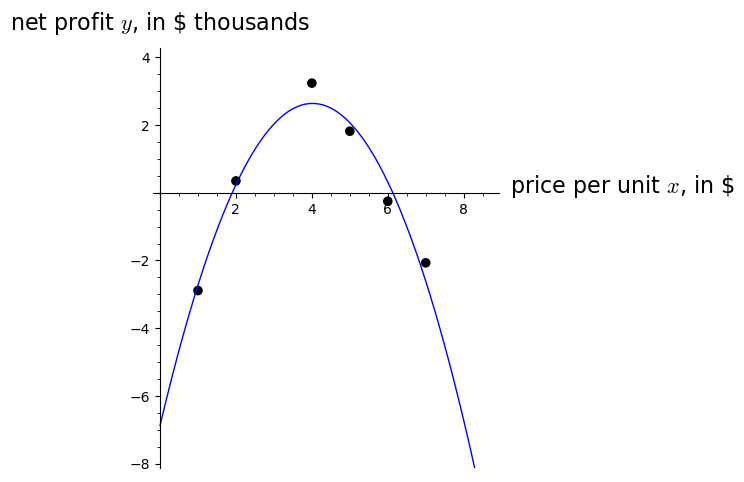 net profit y, in $ thousands
4
2
price per unit x, in $
2 4 6 8
−2
−4
−6
−8